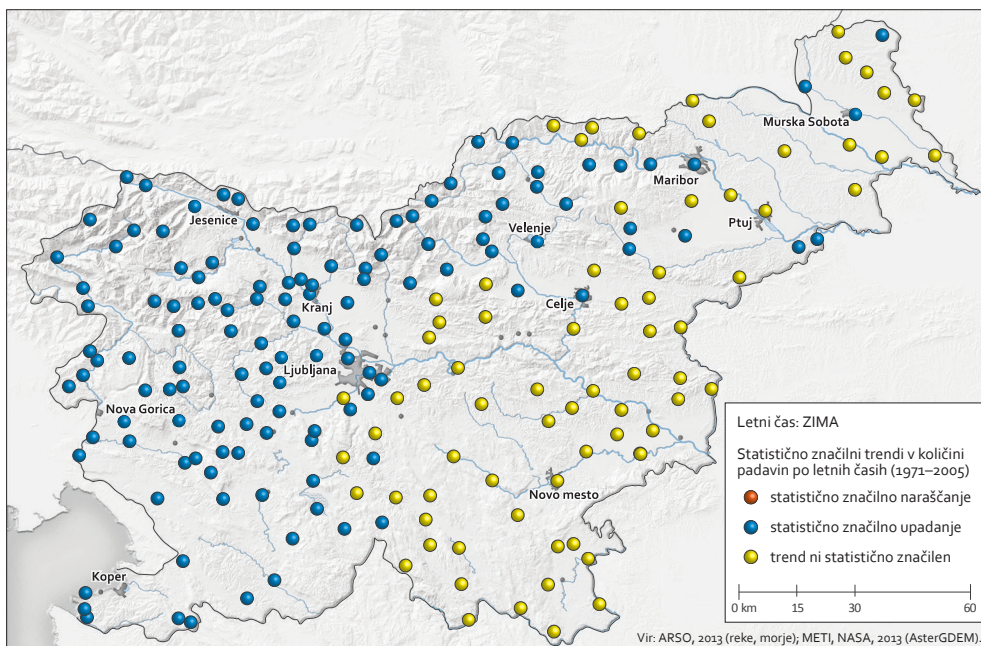 Murska Sobota
Maribor
Jesenice
Ptuj
Velenje
Kranj
Celje
Ljubljana
Nova Gorica
Novo mesto
Koper
Letni čas: ZIMA
Statistično značilni trendi v količini
padavin po letnih časih (1971–2005)
statistično značilno naraščanje
statistično značilno upadanje
trend ni statistično značilen
0 km 15 30 60
Vir: ARSO, 2013 (reke, morje); METI, NASA, 2013 (AsterGDEM).